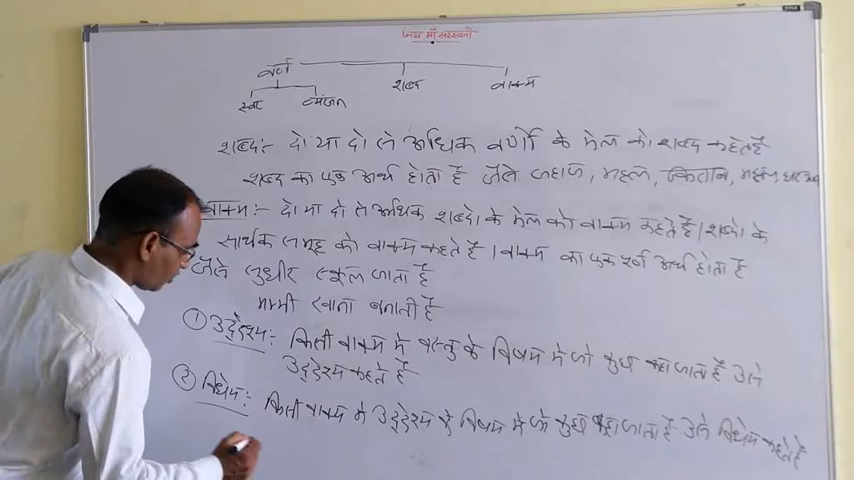 जय माँ सरस्वती
वर्ण शब्द वाक्य
स्वर व्यंजन
शब्द:- दो या दो से अधिक वर्णो के मेल को शब्द कहते है
शब्द का एक अर्थ होता है जैसे जहाज, महल, किताब,
वाक्य:- दो या दो से अधिक शब्दो के मेल को वाक्य कहते है। शब्दो के
सार्थक समूह को वाक्य कहते है। वाक्य का एक पूर्ण अर्थ होता है
जैसे सुधीर स्कूल जाता है
मम्मी खाना बनाती है
① उद्देश्य:- किसी वाक्य मे वस्तु के विषय मे जो कुछ कहा जाता है उसे
उद्देश्य कहते है
② विधेय:- किसी वाक्य मे उद्देश्य के विषय मे जो कुछ कहा जाता है उसे विधेय कहते है